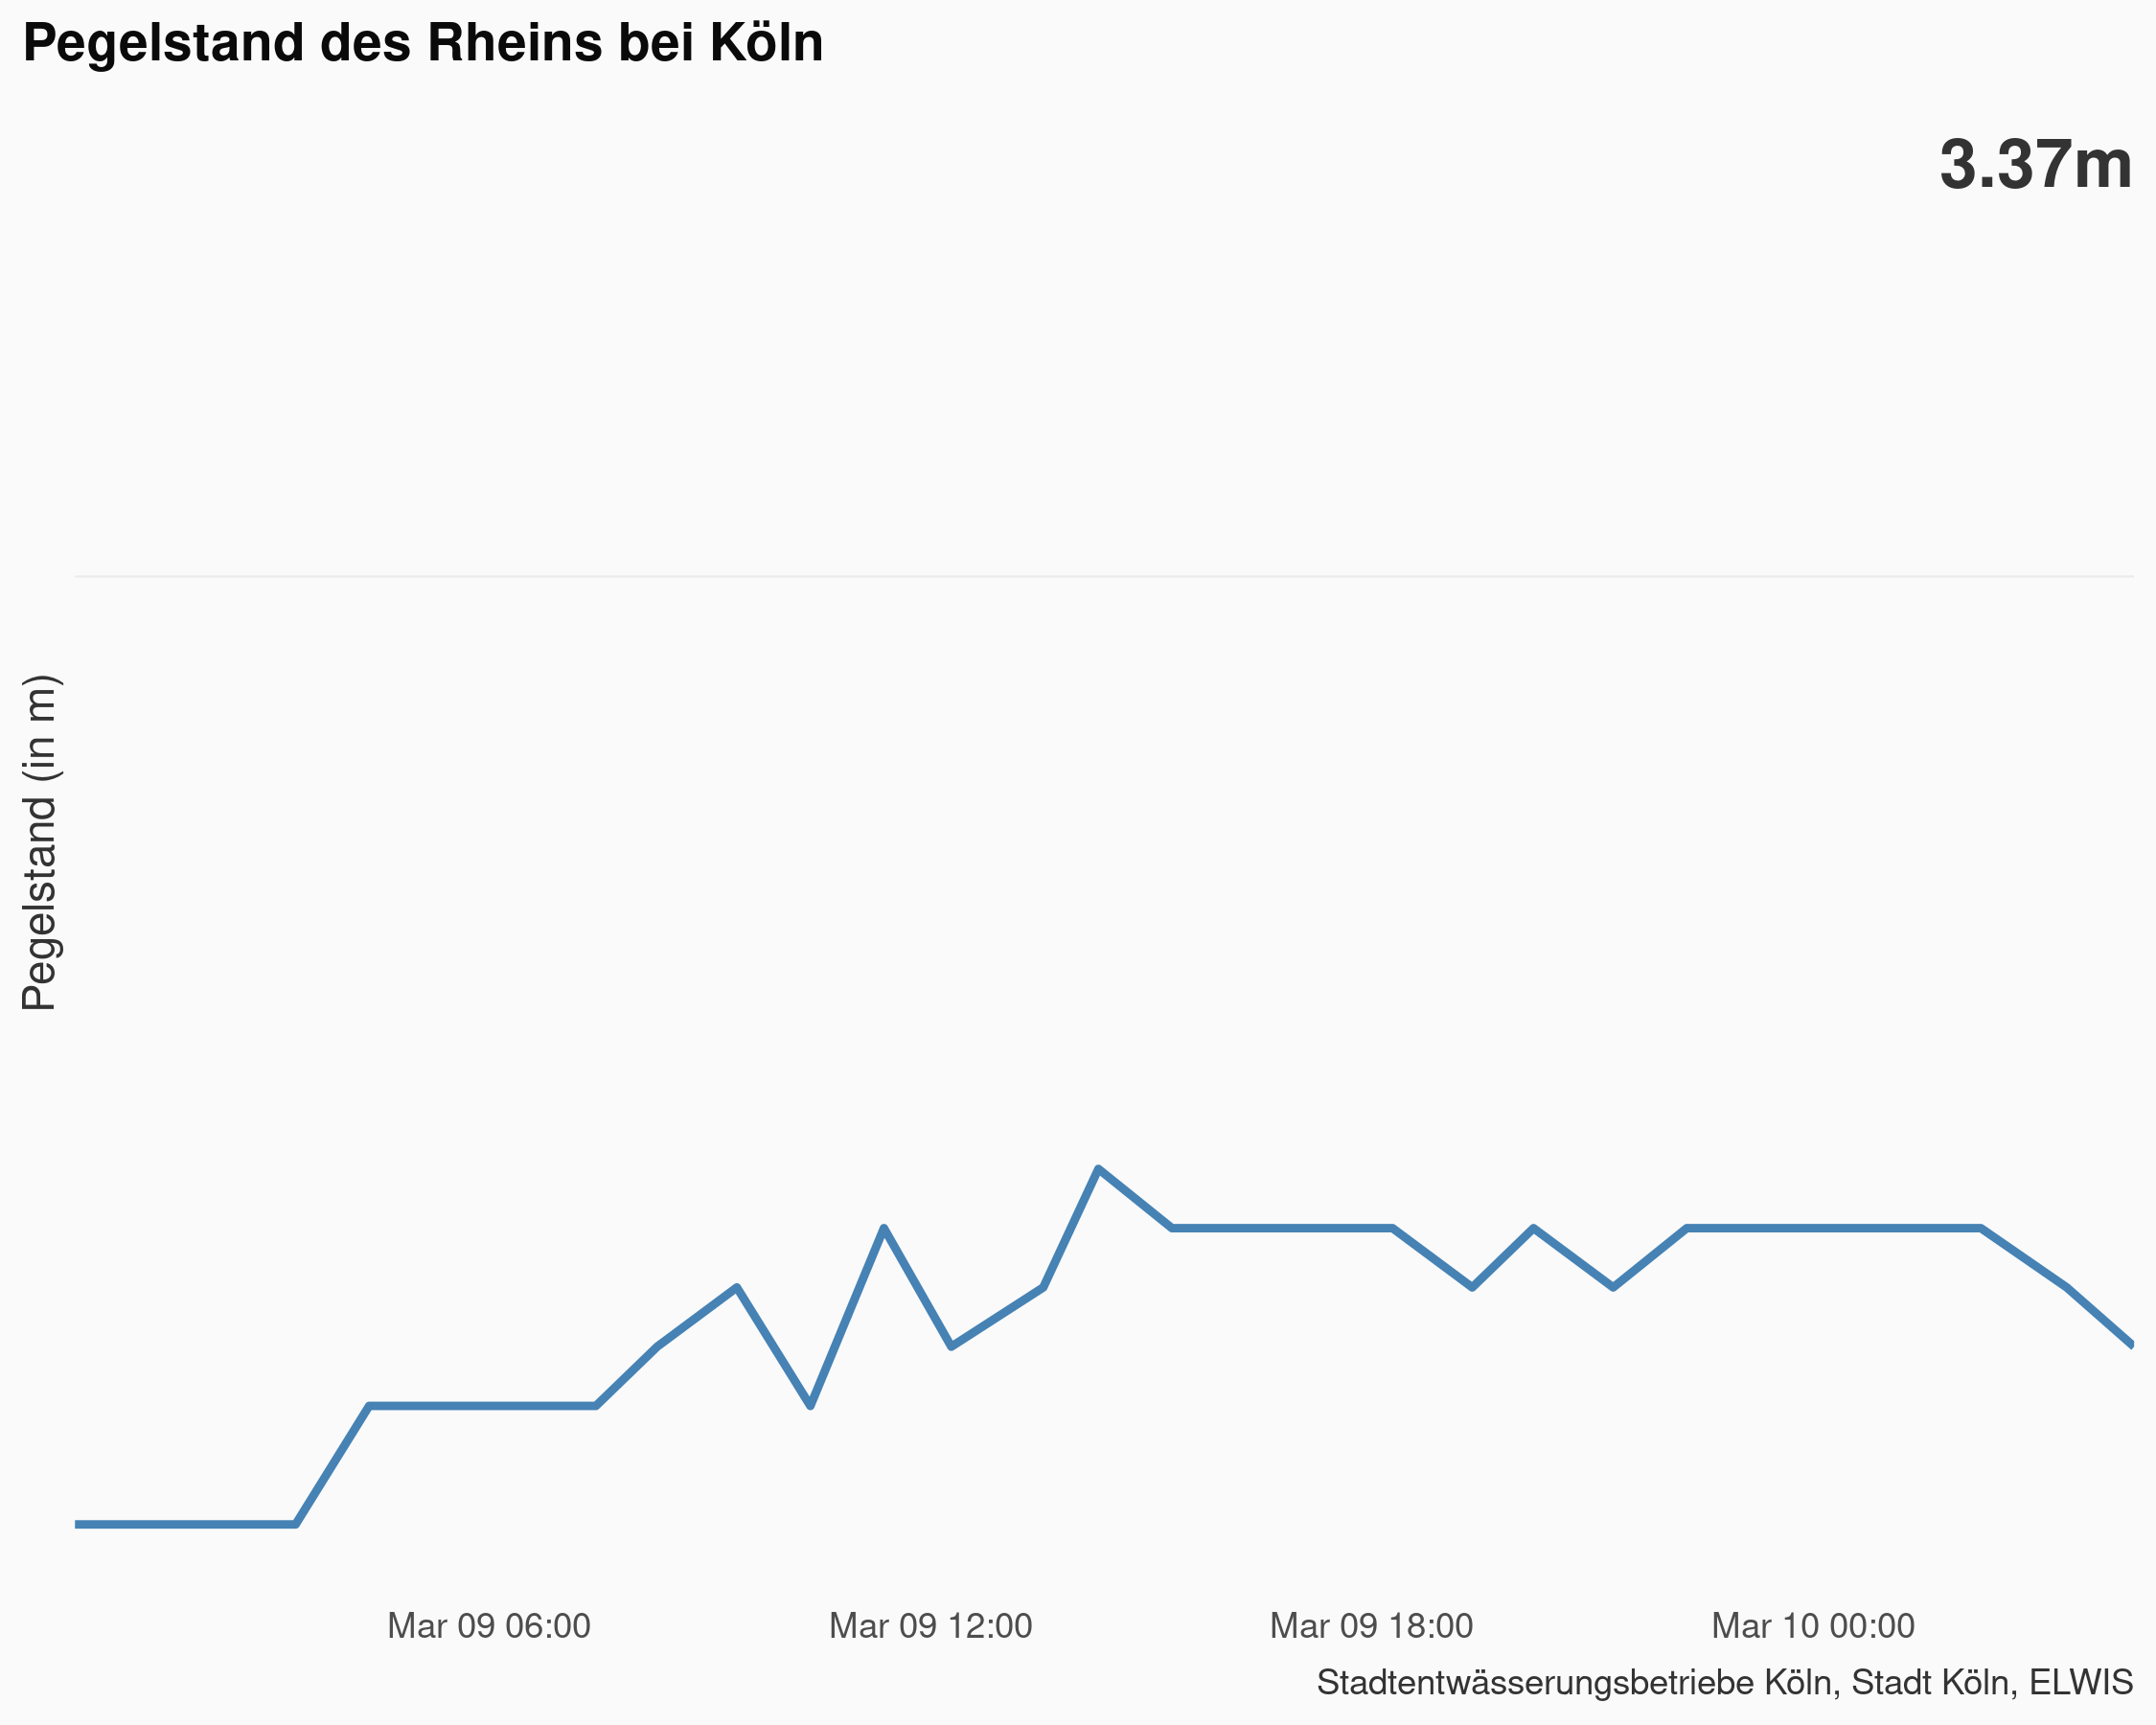 Pegelstand des Rheins bei Köln
3.37m
Pegelstand (in m)
Mar 09 06:00
Mar 09 12:00
Mar 09 18:00
Mar 10 00:00
Stadtentwässerungsbetriebe Köln, Stadt Köln, ELWIS